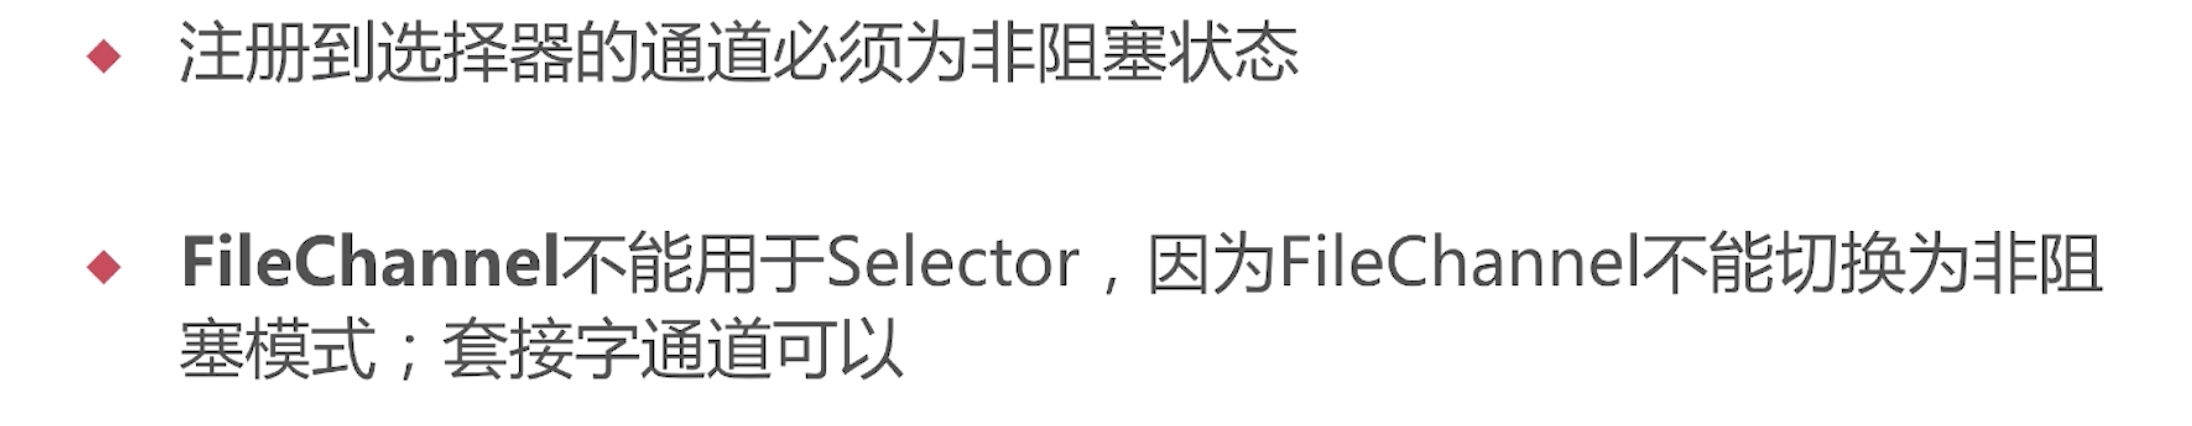 注册到选择器的通道必须为非阻塞状态
FileChannel不能用于Selector，因为FileChannel不能切换为非阻
塞模式；套接字通道可以